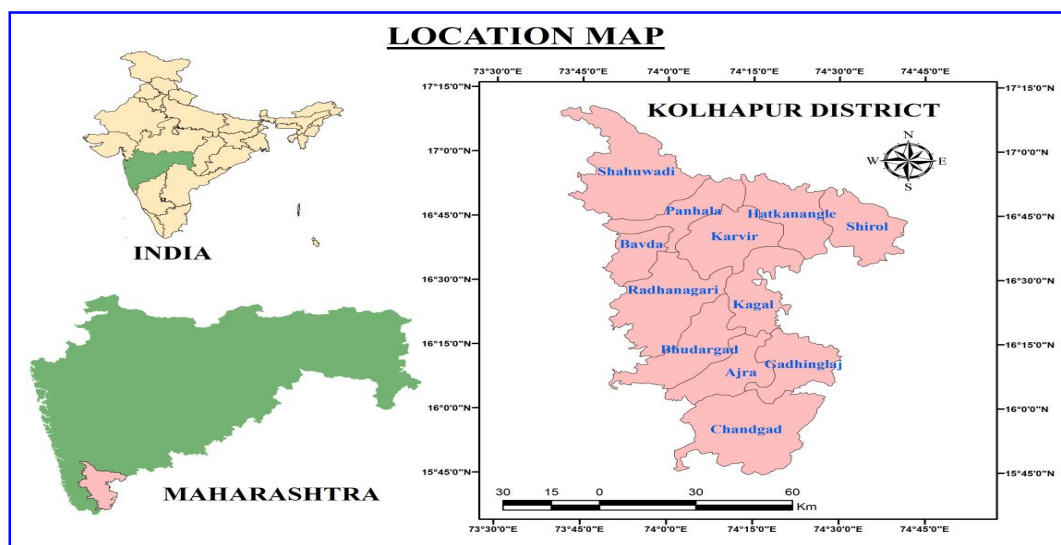 LOCATION MAP
INDIA
MAHARASHTRA
73°30'0"E 73°45'0"E 74°0'0"E 74°15'0"E 74°30'0"E 74°45'0"E
KOLHAPUR DISTRICT
N
W E
S
17°15'0"N 17°15'0"N
17°0'0"N 17°0'0"N
16°45'0"N 16°45'0"N
16°30'0"N 16°30'0"N
16°15'0"N 16°15'0"N
16°0'0"N 16°0'0"N
15°45'0"N 15°45'0"N
Shahuwadi
Panhala
Hatkanangle
Shirol
Karvir
Bavda
Radhanagari
Kagal
Bhudargad
Gadhinglaj
Ajra
Chandgad
30 15 0 30 60
Km
73°30'0"E 73°45'0"E 74°0'0"E 74°15'0"E 74°30'0"E 74°45'0"E